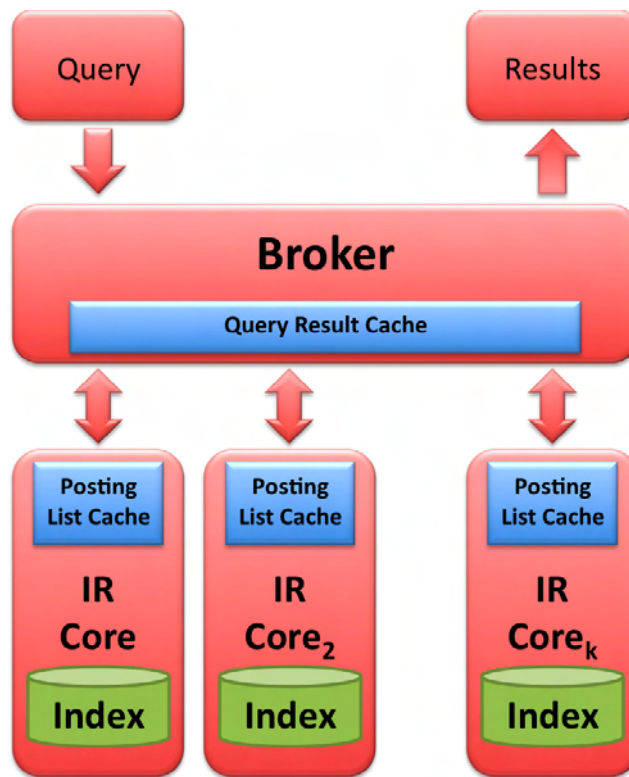 Query
Results
Broker
Query Result Cache
Posting
List Cache
IR
Core
Index
Posting
List Cache
IR
Core₂
Index
Posting
List Cache
IR
Coreₖ
Index